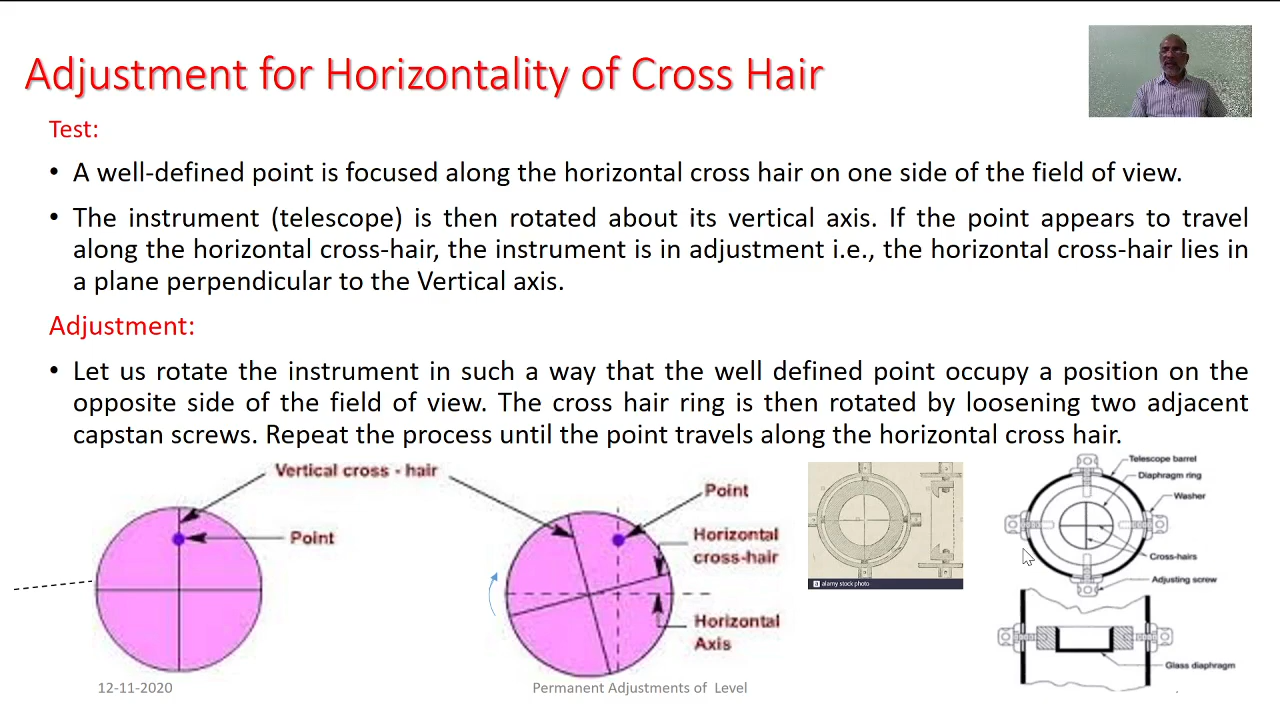 Adjustment for Horizontality of Cross Hair
Test:
• A well-defined point is focused along the horizontal cross hair on one side of the field of view.
• The instrument (telescope) is then rotated about its vertical axis. If the point appears to travel
along the horizontal cross-hair, the instrument is in adjustment i.e., the horizontal cross-hair lies in
a plane perpendicular to the Vertical axis.
Adjustment:
• Let us rotate the instrument in such a way that the well defined point occupy a position on the
opposite side of the field of view. The cross hair ring is then rotated by loosening two adjacent
capstan screws. Repeat the process until the point travels along the horizontal cross hair.
Vertical cross - hair
Point
Point
Horizontal
cross-hair
Horizontal
Axis
a alamy stock photo
Telescope barrel
Diaphragm ring
Washer
Cross-hairs
Adjusting screw
Glass diaphragm
12-11-2020
Permanent Adjustments of Level